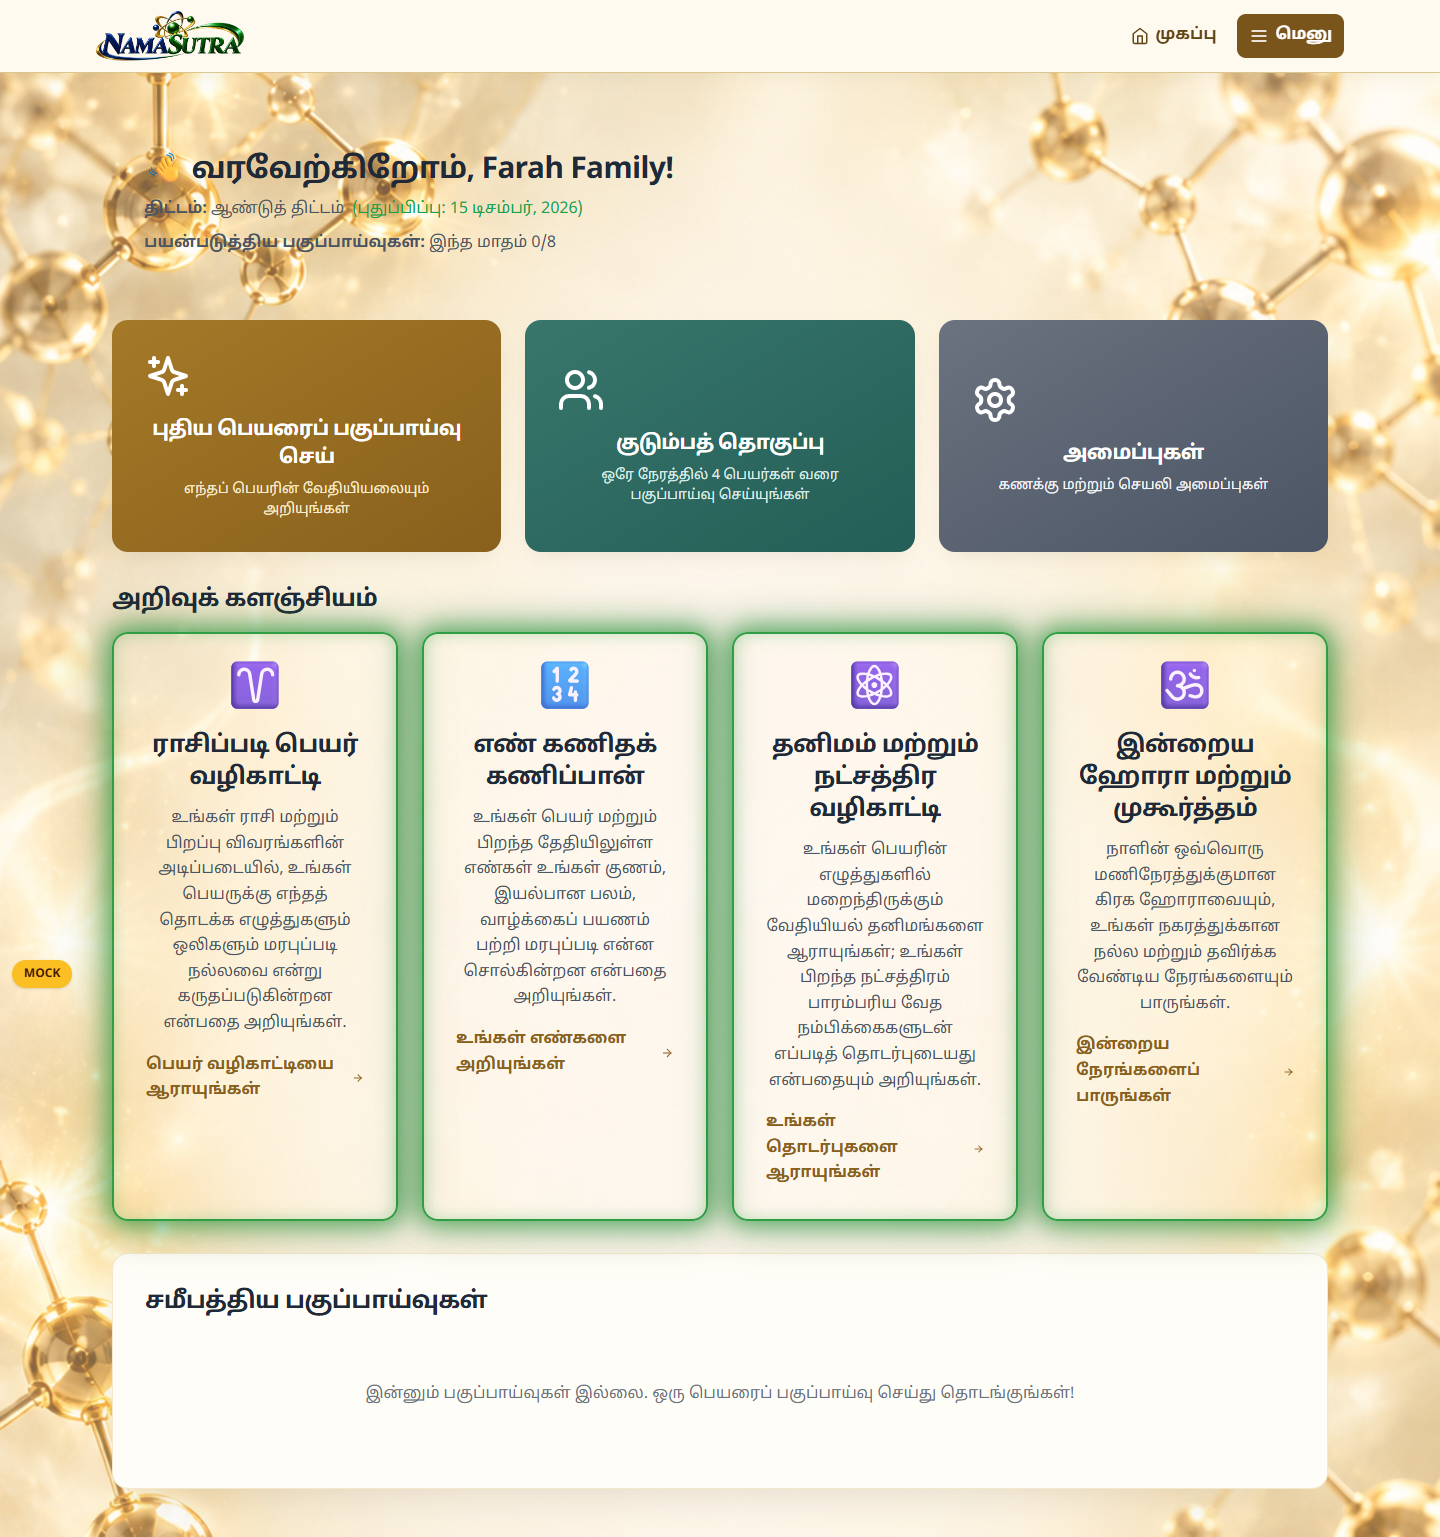 NAMASUTRA
முகப்பு
மெனு
👋 வரவேற்கிறோம், Farah Family!
திட்டம்: ஆண்டுத் திட்டம் (புதுப்பிப்பு: 15 டிசம்பர், 2026)
பயன்படுத்திய பகுப்பாய்வுகள்: இந்த மாதம் 0/8
புதிய பெயரைப் பகுப்பாய்வு
செய்
எந்தப் பெயரின் வேதியியலையும்
அறியுங்கள்
குடும்பத் தொகுப்பு
ஒரே நேரத்தில் 4 பெயர்கள் வரை
பகுப்பாய்வு செய்யுங்கள்
அமைப்புகள்
கணக்கு மற்றும் செயலி அமைப்புகள்
அறிவுக் களஞ்சியம்
ராசிப்படி பெயர்
வழிகாட்டி
உங்கள் ராசி மற்றும்
பிறப்பு விவரங்களின்
அடிப்படையில், உங்கள்
பெயருக்கு எந்தத்
தொடக்க எழுத்துகளும்
ஒலிகளும் மரபுப்படி
நல்லவை என்று
கருதப்படுகின்றன
என்பதை அறியுங்கள்.
பெயர் வழிகாட்டியை
ஆராயுங்கள்
1 2
3 4
எண் கணிதக்
கணிப்பான்
உங்கள் பெயர் மற்றும்
பிறந்த தேதியிலுள்ள
எண்கள் உங்கள் குணம்,
இயல்பான பலம்,
வாழ்க்கைப் பயணம்
பற்றி மரபுப்படி என்ன
சொல்கின்றன என்பதை
அறியுங்கள்.
உங்கள் எண்களை
அறியுங்கள்
தனிமம் மற்றும்
நட்சத்திர
வழிகாட்டி
உங்கள் பெயரின்
எழுத்துகளில்
மறைந்திருக்கும்
வேதியியல் தனிமங்களை
ஆராயுங்கள்; உங்கள்
பிறந்த நட்சத்திரம்
பாரம்பரிய வேத
நம்பிக்கைகளுடன்
எப்படித் தொடர்புடையது
என்பதையும் அறியுங்கள்.
உங்கள்
தொடர்புகளை
ஆராயுங்கள்
இன்றைய
ஹோரா மற்றும்
முகூர்த்தம்
நாளின் ஒவ்வொரு
மணிநேரத்துக்குமான
கிரக ஹோராவையும்,
உங்கள் நகரத்துக்கான
நல்ல மற்றும் தவிர்க்க
வேண்டிய நேரங்களையும்
பாருங்கள்.
இன்றைய
நேரங்களைப்
பாருங்கள்
MOCK
சமீபத்திய பகுப்பாய்வுகள்
இன்னும் பகுப்பாய்வுகள் இல்லை. ஒரு பெயரைப் பகுப்பாய்வு செய்து தொடங்குங்கள்!